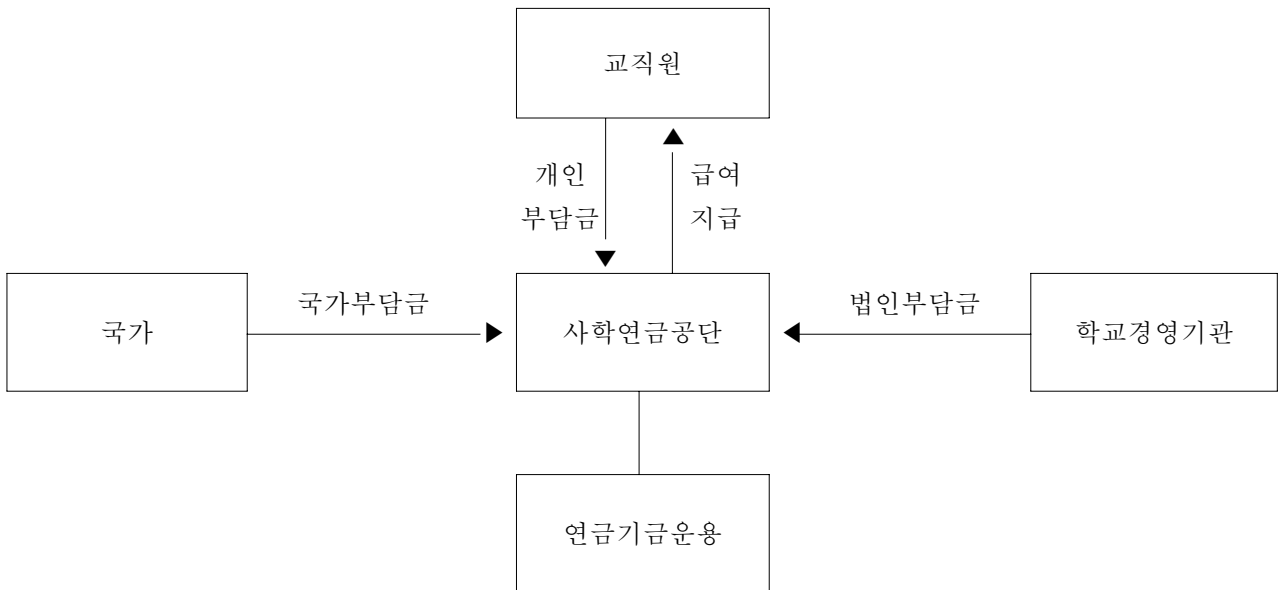 교직원
개인
부담금
급여
지급
국가
국가부담금
사학연금공단
법인부담금
학교경영기관
연금기금운용